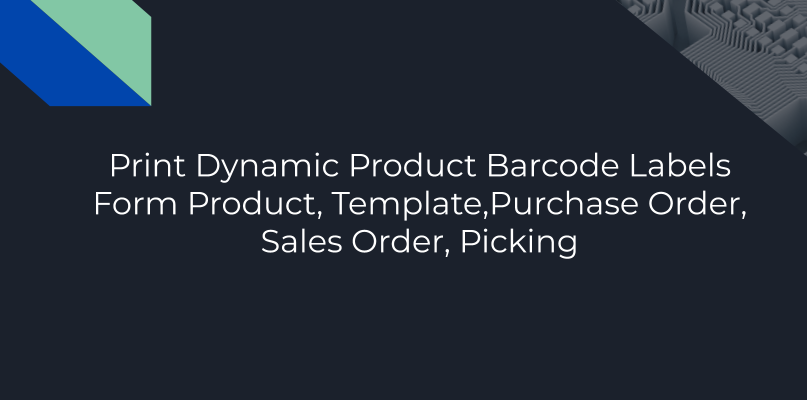 Print Dynamic Product Barcode Labels
Form Product, Template,Purchase Order,
Sales Order, Picking